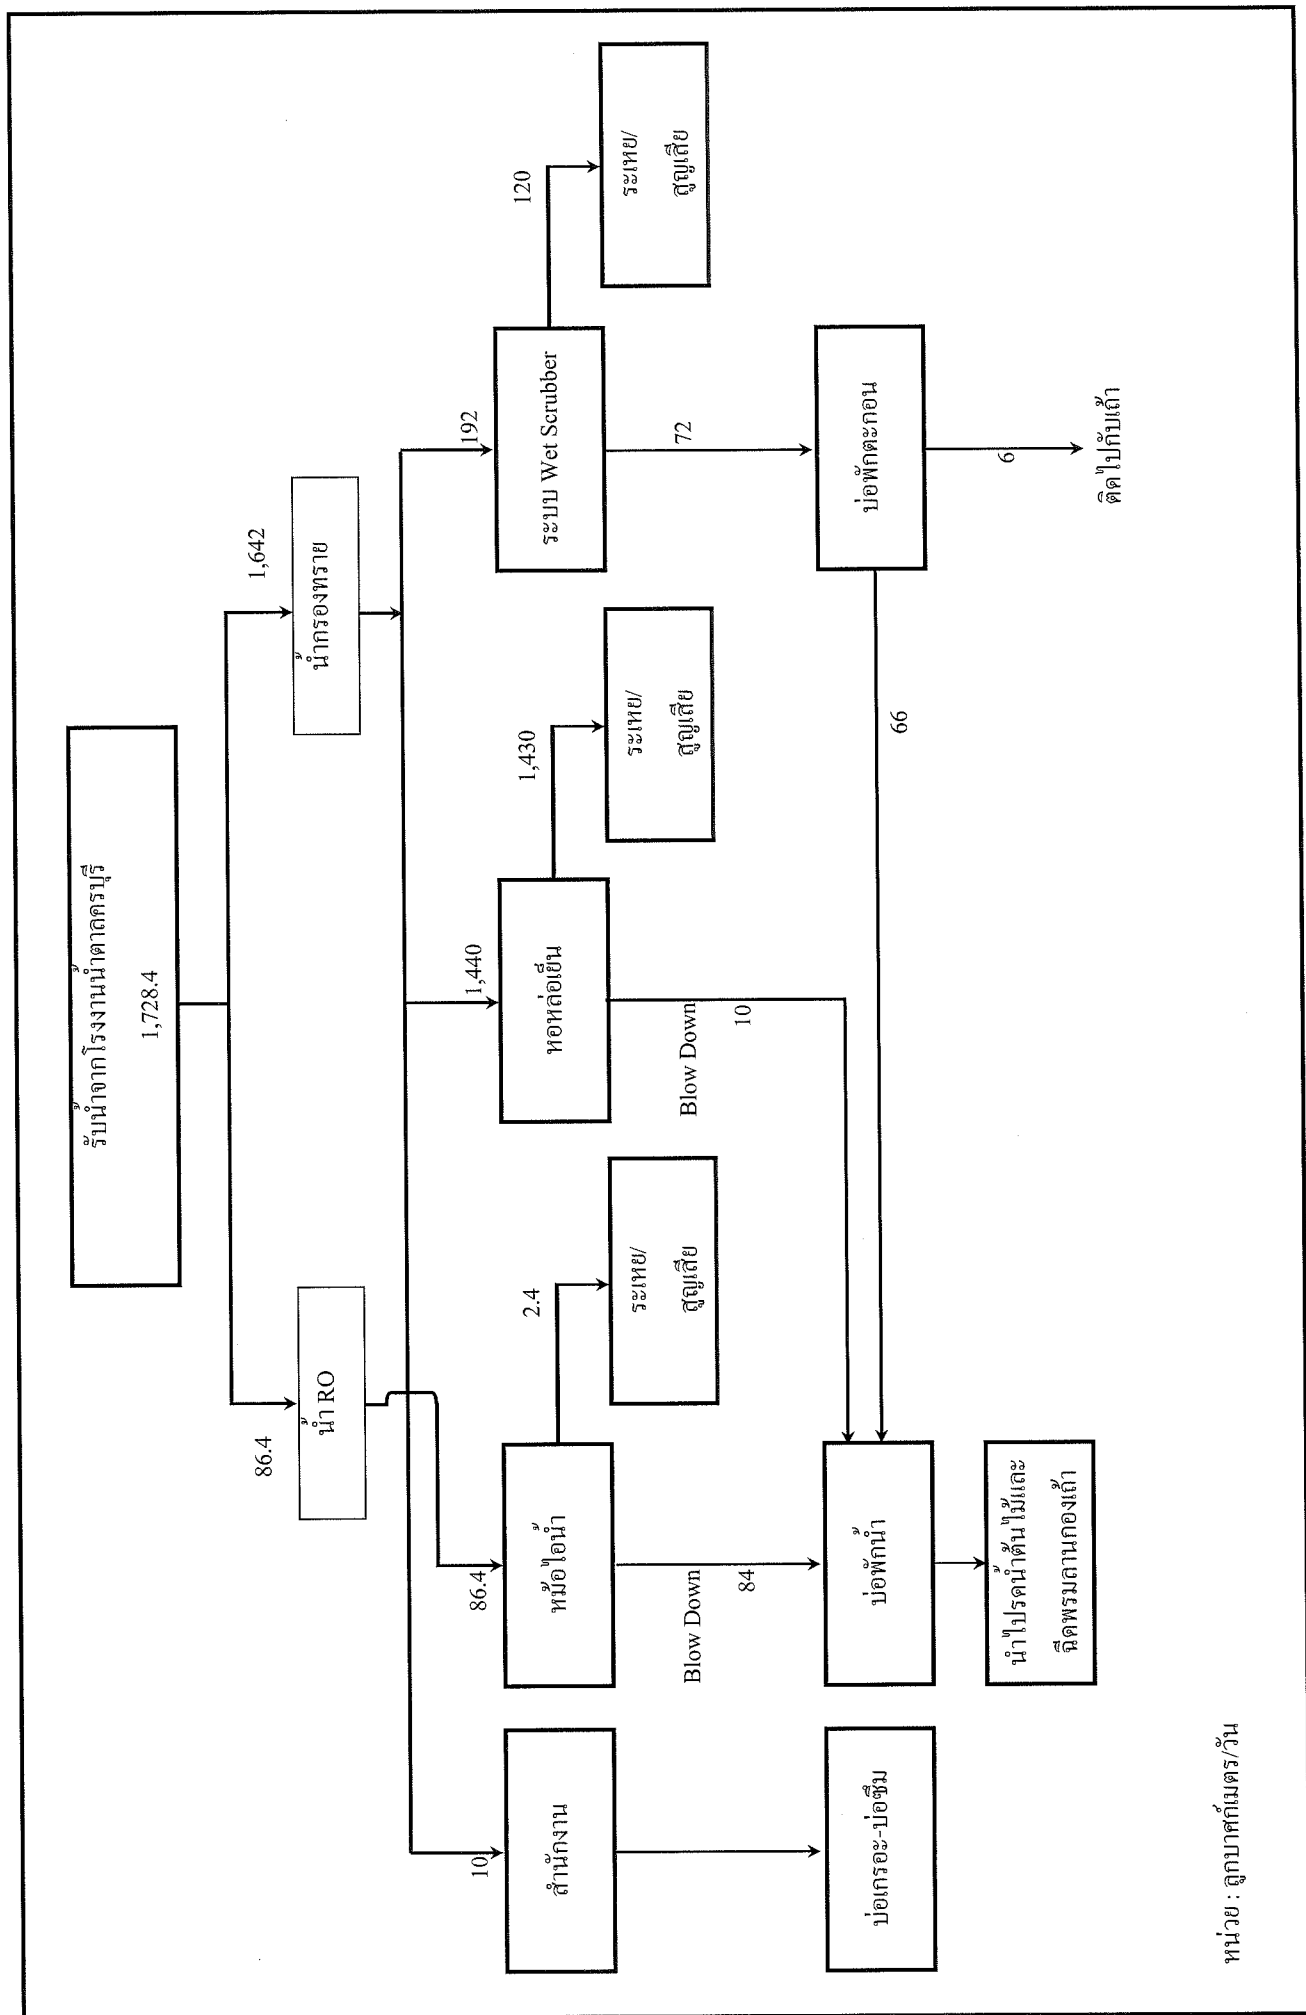 รับน้ำจากโรงงานน้ำตาลครบุรี
1,728.4
86.4
1,642
น้ำ RO
น้ำกรองทราย
10
86.4
1,440
192
สำนักงาน
หม้อไอน้ำ
หอหล่อเย็น
ระบบ Wet Scrubber
2.4
1,430
120
ระเหย/
สูญเสีย
ระเหย/
สูญเสีย
ระเหย/
สูญเสีย
Blow Down
84
Blow Down
10
72
บ่อเกรอะ-บ่อซึม
บ่อพักน้ำ
บ่อพักตะกอน
66
6
ติดไปกับเถ้า
นำไปรดน้ำต้นไม้และ
ฉีดพรมลานกองเถ้า
หน่วย : ลูกบาศก์เมตร/วัน